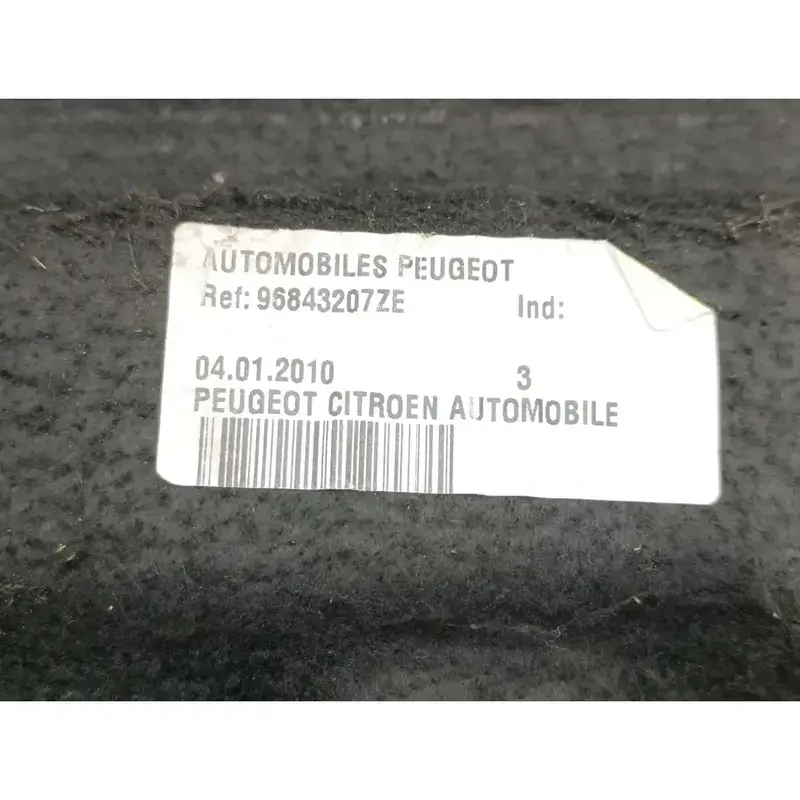 AUTOMOBILES PEUGEOT
Ref: 96843207ZE Ind:
04.01.2010 3
PEUGEOT CITROEN AUTOMOBILE